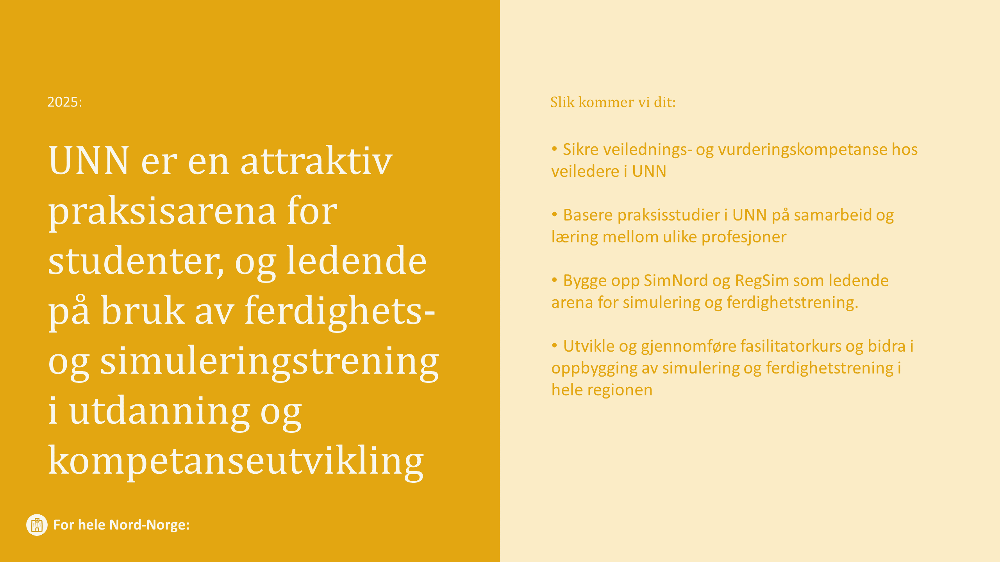 2025:
UNN er en attraktiv
praksisarena for
studenter, og ledende
på bruk av ferdighets-
og simuleringstrening
i utdanning og
kompetanseutvikling
For hele Nord-Norge:
Slik kommer vi dit:
• Sikre veilednings- og vurderingskompetanse hos
veiledere i UNN
• Basere praksisstudier i UNN på samarbeid og
læring mellom ulike profesjoner
• Bygge opp SimNord og RegSim som ledende
arena for simulering og ferdighetstrening.
• Utvikle og gjennomføre fasilitatorkurs og bidra i
oppbygging av simulering og ferdighetstrening i
hele regionen